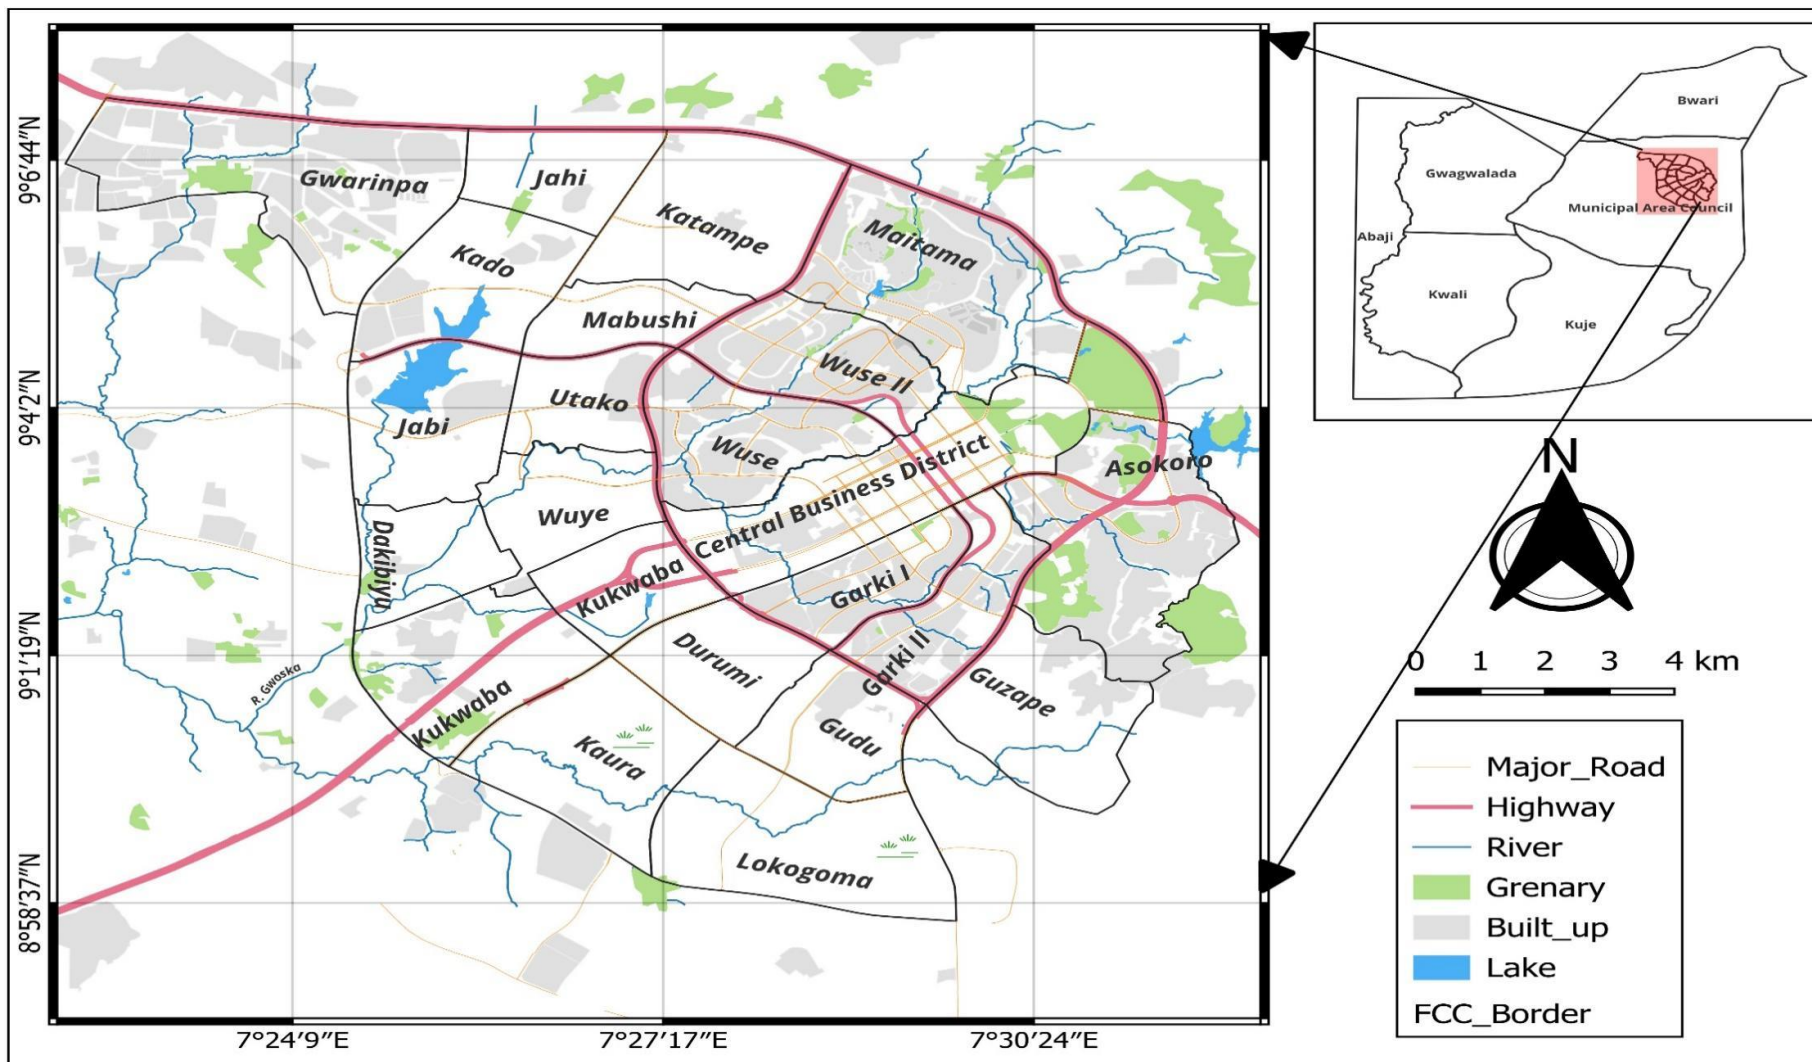 9°6'44"N
9°4'2"N
9°1'19"N
8°58'37"N
7°24'9"E
7°27'17"E
7°30'24"E
Gwarinpa
Jahi
Katampe
Maitama
Kado
Mabushi
Wuse II
Utako
Jabi
Wuse
Asokoro
Central Business District
Wuye
Dakibiyu
Kukwaba
Garki I
Durumi
Garki II
Guzape
R. Gwoska
Kukwaba
Gudu
Kaura
Lokogoma
Bwari
Gwagwalada
Municipal Area Council
Abaji
Kwali
Kuje
N
0 1 2 3 4 km
Major_Road
Highway
River
Grenary
Built_up
Lake
FCC_Border